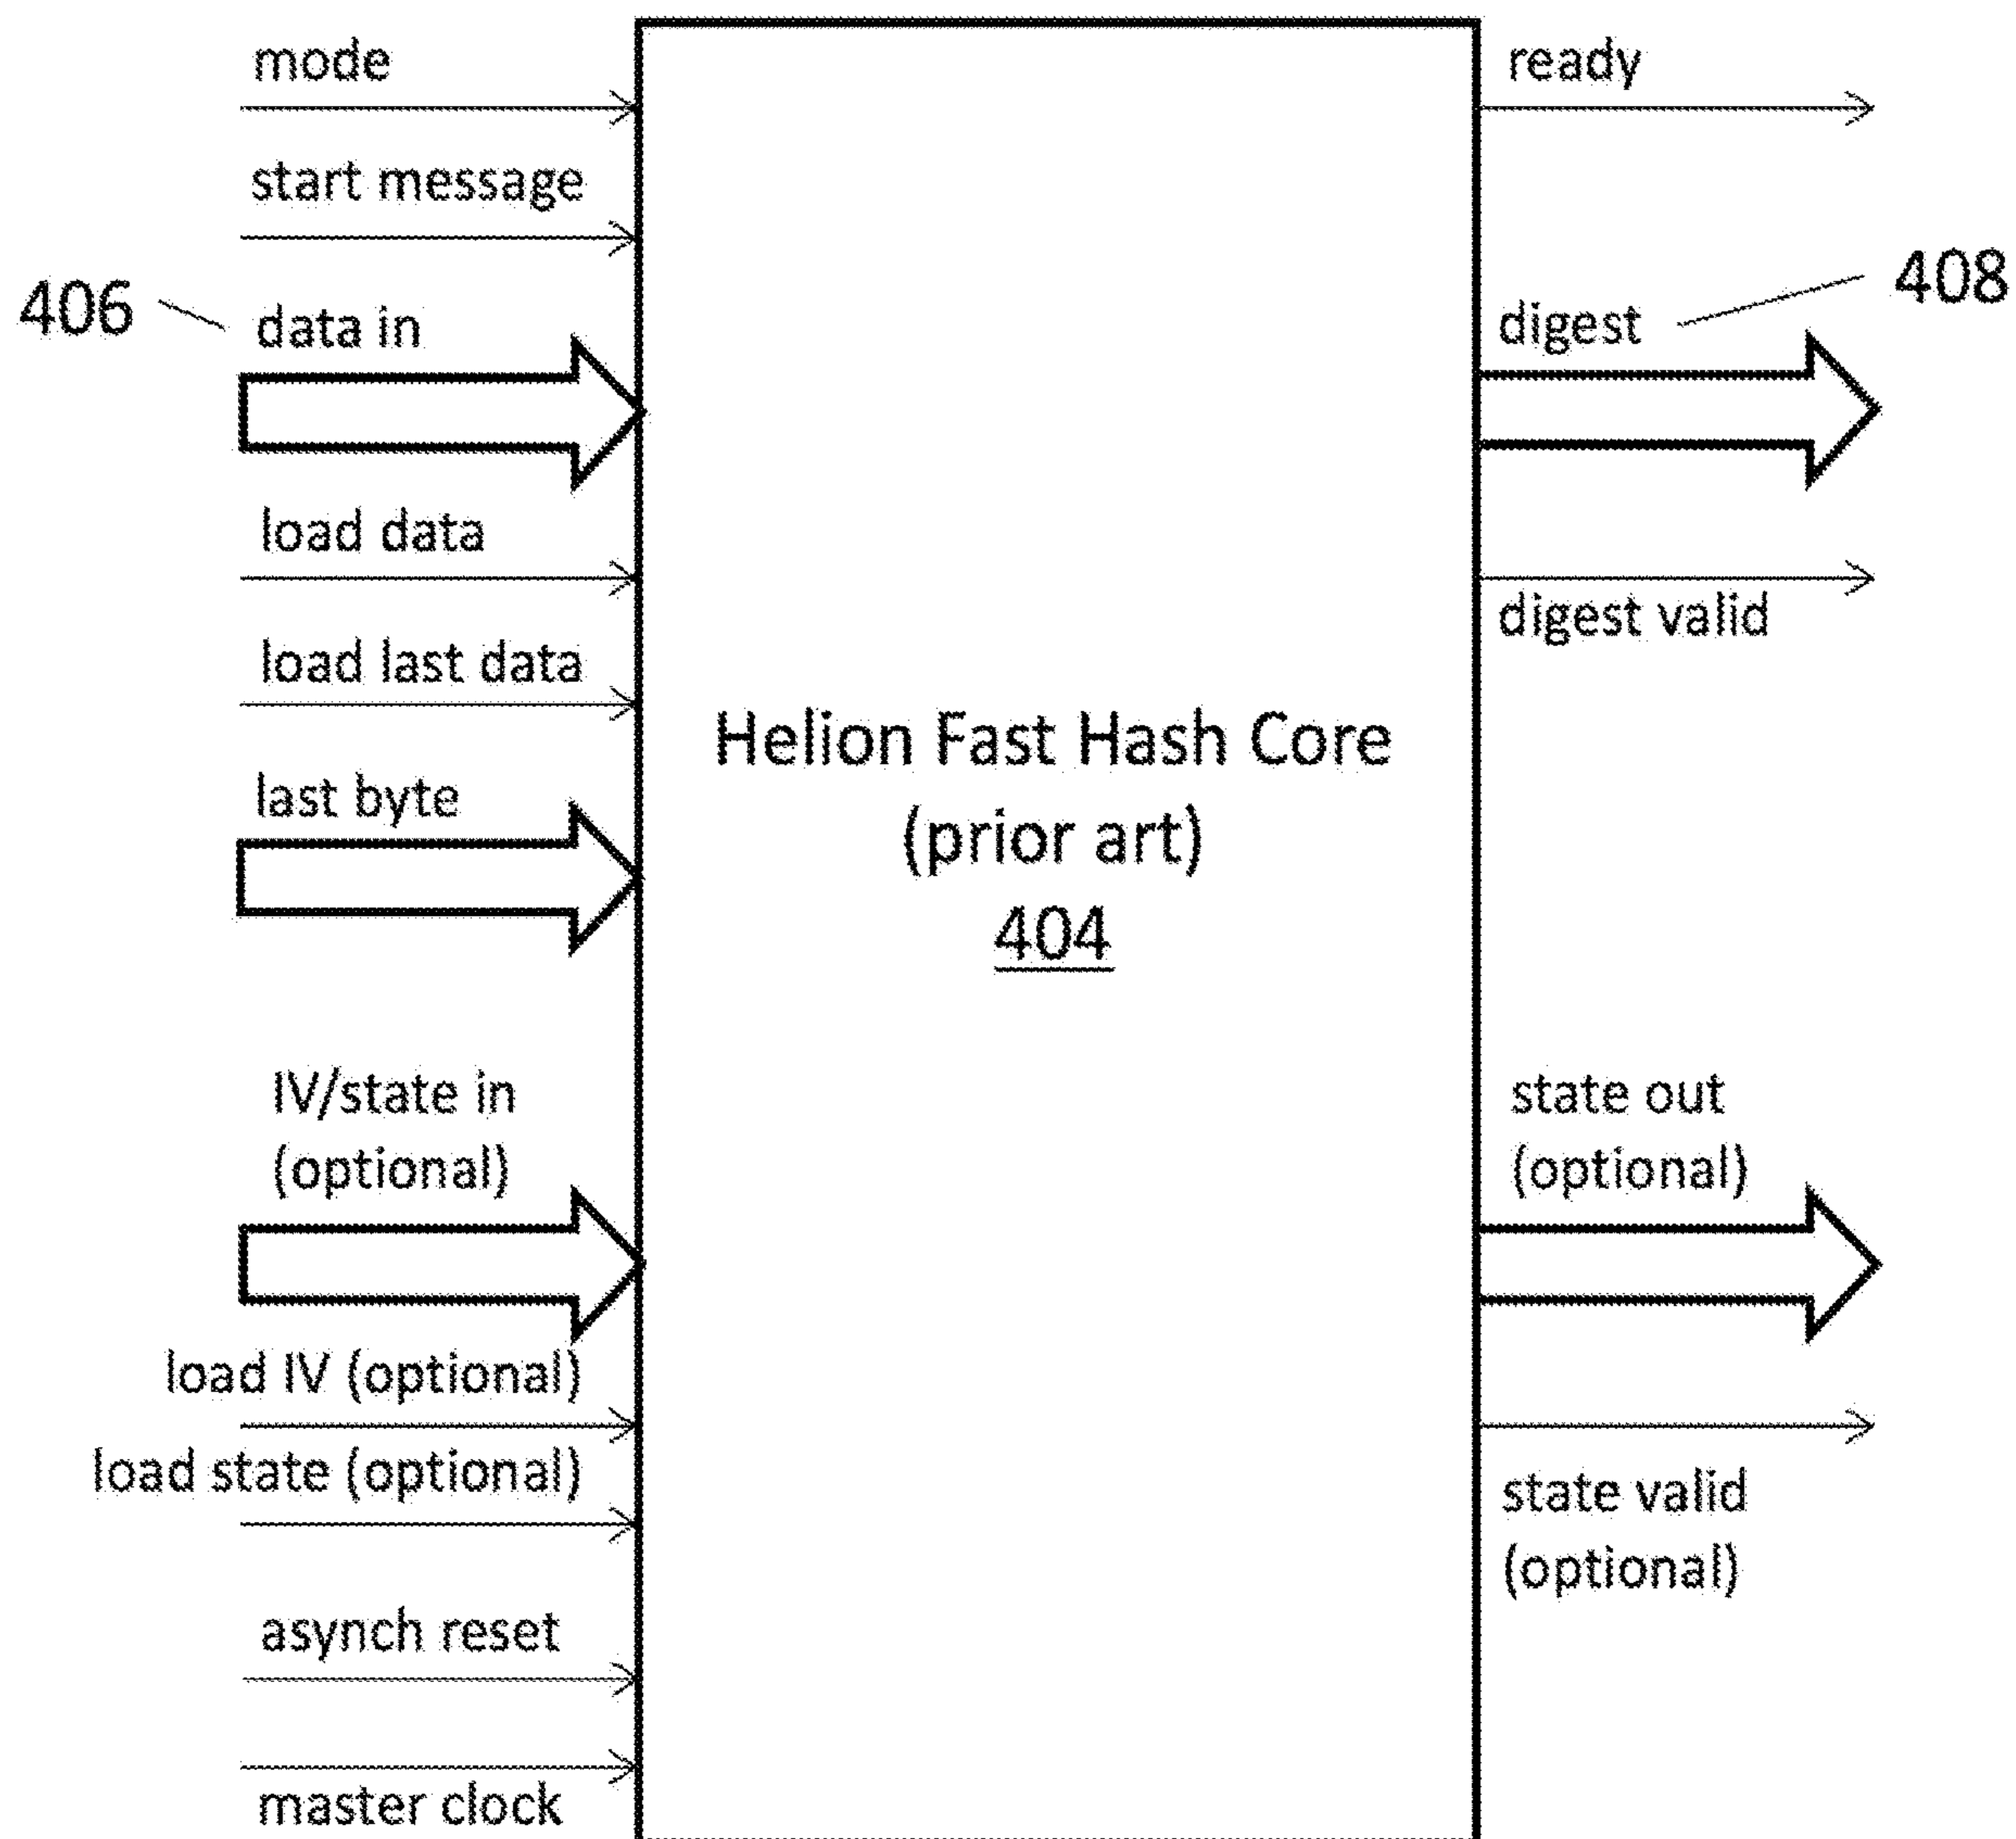 mode
start message
406
data in
load data
load last data
last byte
IV/state in
(optional)
load IV (optional)
load state (optional)
asynch reset
master clock
Helion Fast Hash Core
(prior art)
404
ready
408
digest
digest valid
state out
(optional)
state valid
(optional)